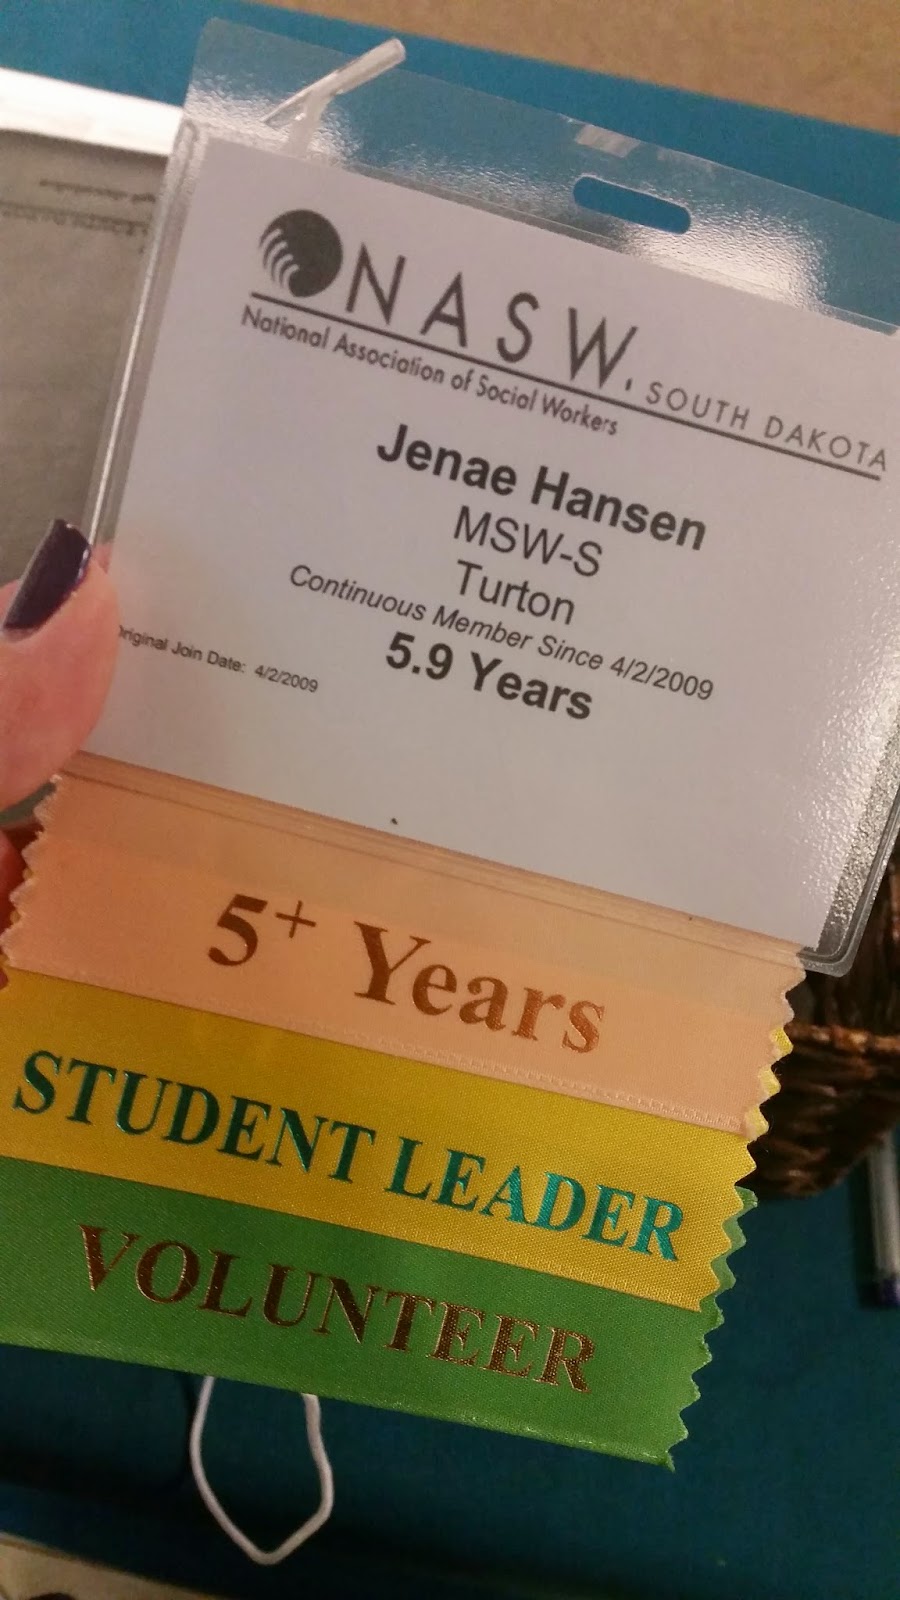 NASW, SOUTH DAKOTA
National Association of Social Workers
Jenae Hansen
MSW-S
Turton
Continuous Member Since 4/2/2009
5.9 Years
Original Join Date: 4/2/2009
5+ Years
STUDENT LEADER
VOLUNTEER